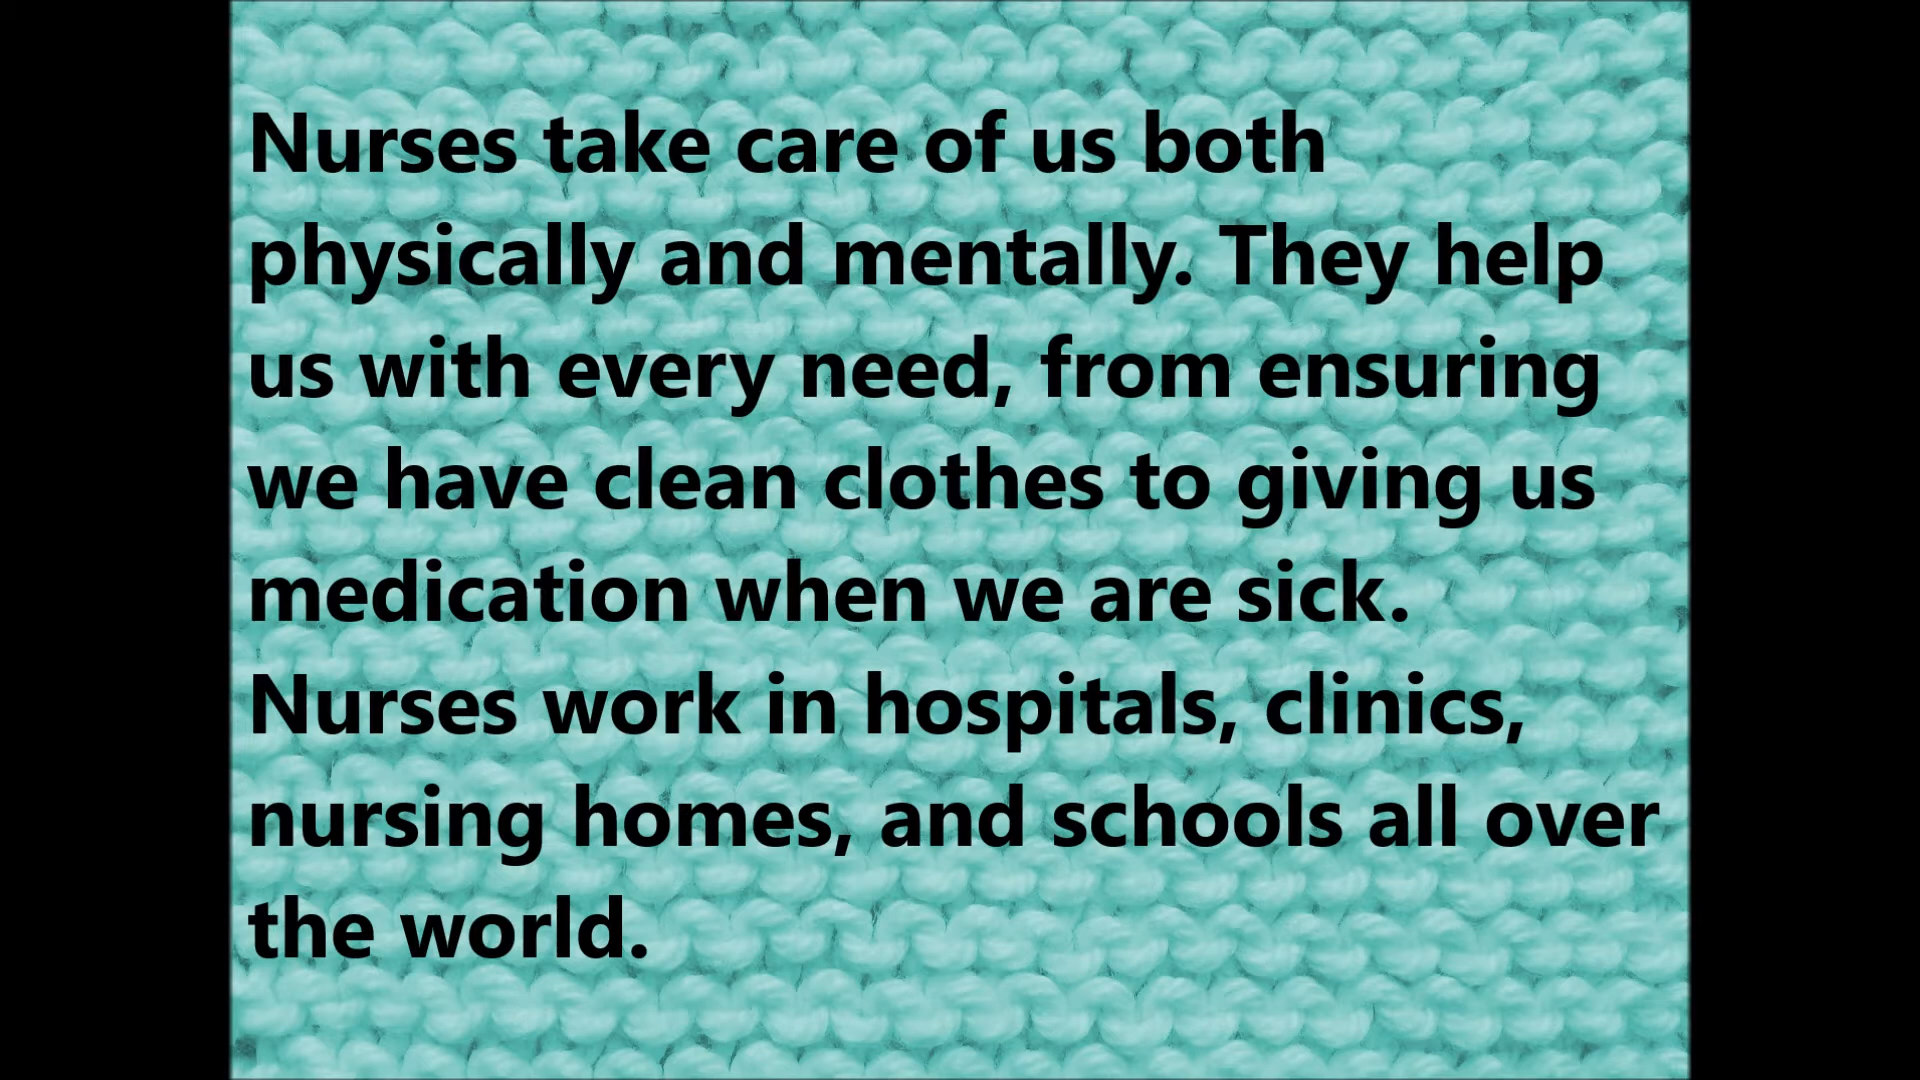 Nurses take care of us both
physically and mentally. They help
us with every need, from ensuring
we have clean clothes to giving us
medication when we are sick.
Nurses work in hospitals, clinics,
nursing homes, and schools all over
the world.